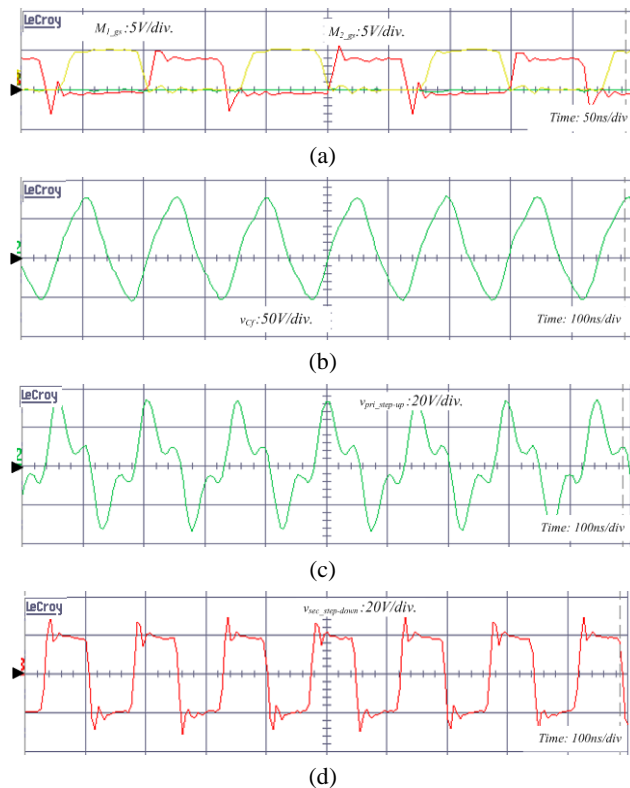 LeCroy
M1_gs:5V/div.
M2_gs:5V/div.
Time: 50ns/div
(a)
LeCroy
vCf:50V/div.
Time: 100ns/div
(b)
LeCroy
vpri_step-up:20V/div.
2
Time: 100ns/div
(c)
LeCroy
vsec_step-down:20V/div.
Time: 100ns/div
(d)